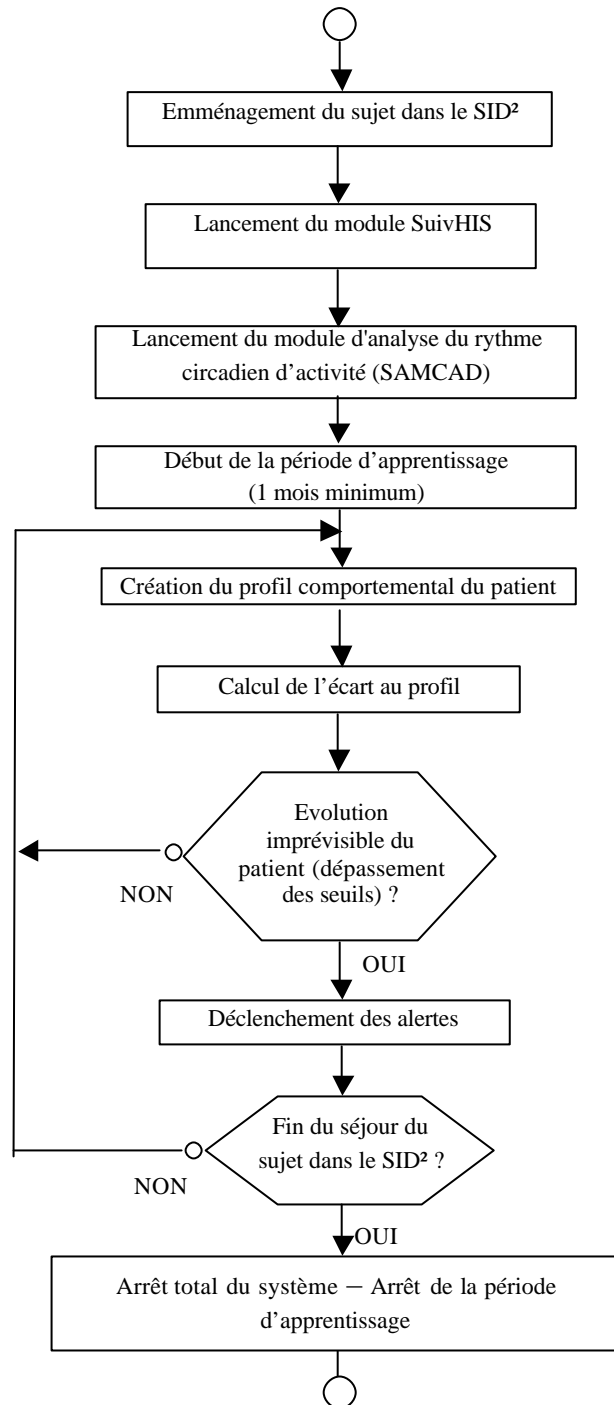 Emménagement du sujet dans le SID²
Lancement du module SuivHIS
Lancement du module d'analyse du rythme
circadien d’activité (SAMCAD)
Début de la période d’apprentissage
(1 mois minimum)
Création du profil comportemental du patient
Calcul de l’écart au profil
Evolution
imprévisible du
patient (dépassement
des seuils) ?
NON
OUI
Déclenchement des alertes
Fin du séjour du
sujet dans le SID² ?
NON
OUI
Arrêt total du système – Arrêt de la période
d’apprentissage